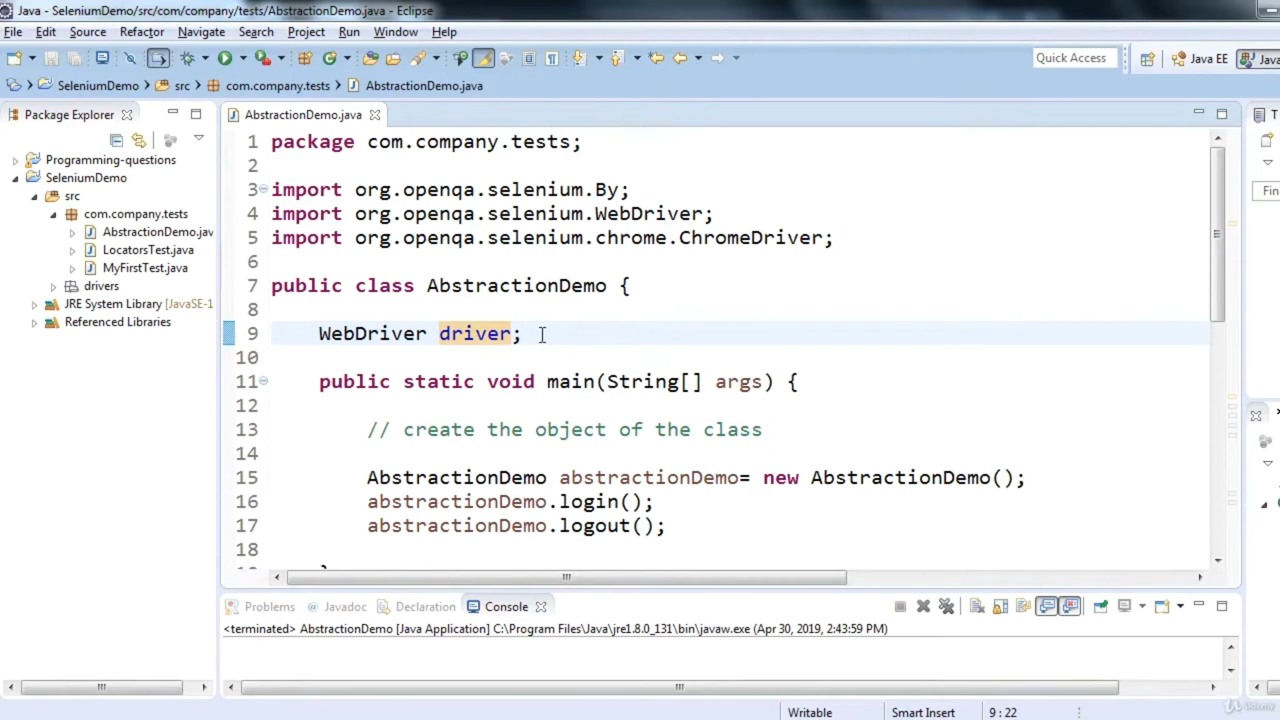 Java - SeleniumDemo/src/com/company/tests/AbstractionDemo.java - Eclipse
File Edit Source Refactor Navigate Search Project Run Window Help
Quick Access
Java EE
Java
SeleniumDemo src com.company.tests AbstractionDemo.java
Package Explorer
Programming-questions
SeleniumDemo
src
com.company.tests
AbstractionDemo.jav
LocatorsTest.java
MyFirstTest.java
drivers
JRE System Library [JavaSE-1
Referenced Libraries
AbstractionDemo.java
1 package com.company.tests;
2
3 import org.openqa.selenium.By;
4 import org.openqa.selenium.WebDriver;
5 import org.openqa.selenium.chrome.ChromeDriver;
6
7 public class AbstractionDemo {
8
9 WebDriver driver;
10
11 public static void main(String[] args) {
12
13 // create the object of the class
14
15 AbstractionDemo abstractionDemo= new AbstractionDemo();
16 abstractionDemo.login();
17 abstractionDemo.logout();
18
T
Fin
Problems Javadoc Declaration Console
<terminated> AbstractionDemo [Java Application] C:\Program Files\Java\jre1.8.0_131\bin\javaw.exe (Apr 30, 2019, 2:43:59 PM)
Writable Smart Insert 9 : 22
Udemy